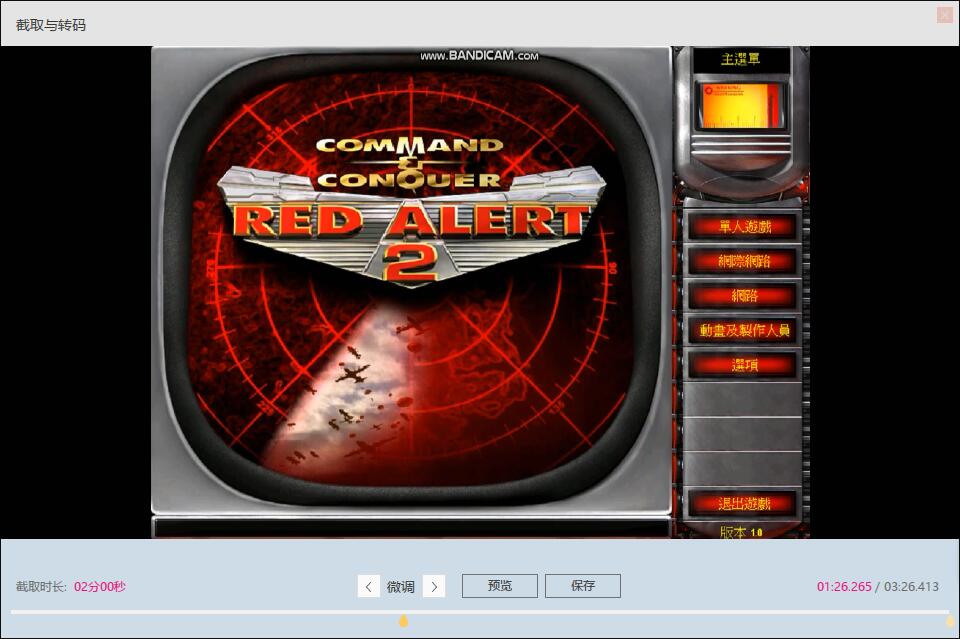 截取与转码
www.BANDICAM.com
主選單
COMMAND
&
CONQUER
RED ALERT
2
單人遊戲
網際網路
網路
動畫及製作人員
選項
退出遊戲
版本 1.0
截取时长: 02分00秒
微调
预览
保存
01:26.265 / 03:26.413